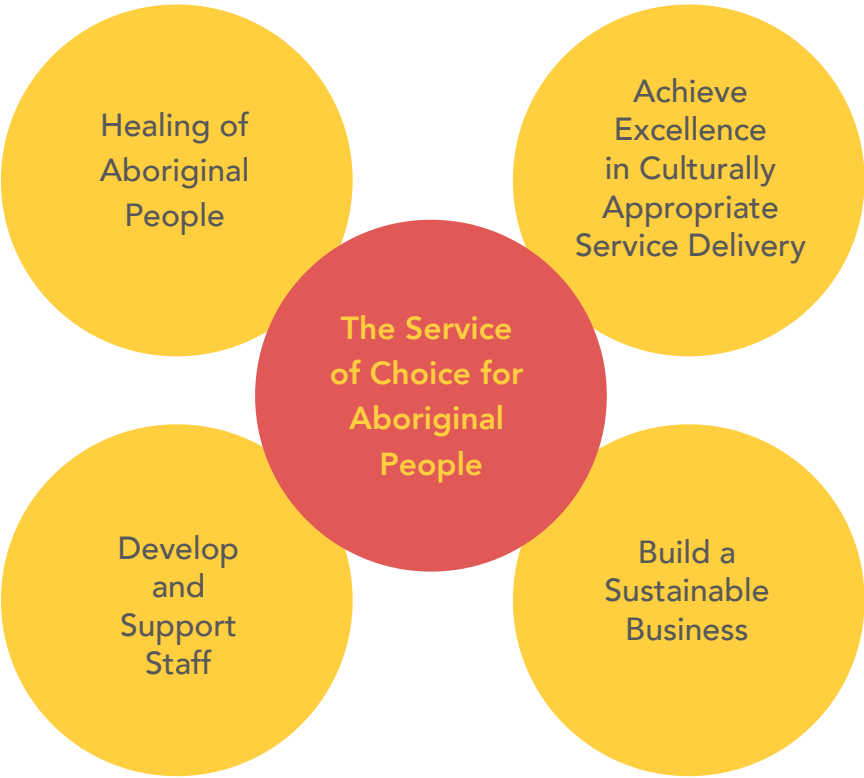 Healing of
Aboriginal
People
Achieve
Excellence
in Culturally
Appropriate
Service Delivery
The Service
of Choice for
Aboriginal
People
Develop
and
Support
Staff
Build a
Sustainable
Business